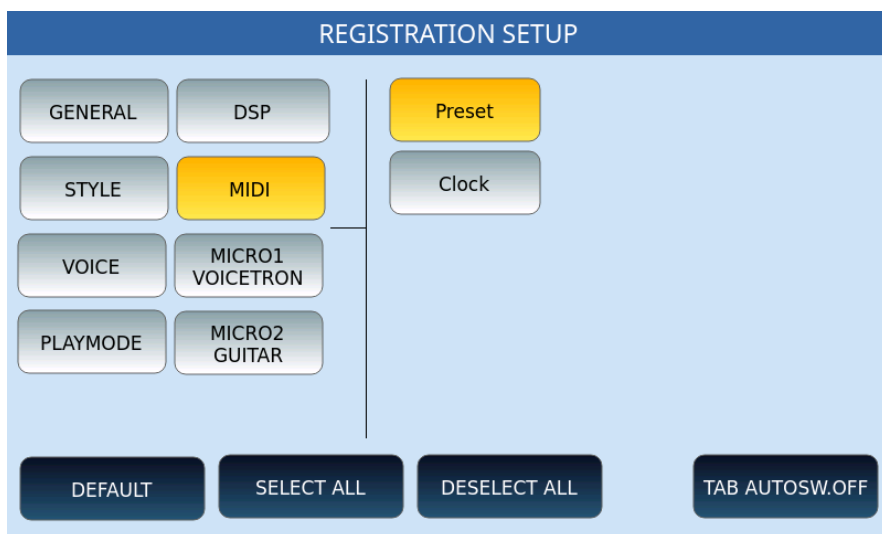 REGISTRATION SETUP
GENERAL
DSP
STYLE
MIDI
VOICE
MICRO1
VOICETRON
PLAYMODE
MICRO2
GUITAR
Preset
Clock
DEFAULT
SELECT ALL
DESELECT ALL
TAB AUTOSW.OFF